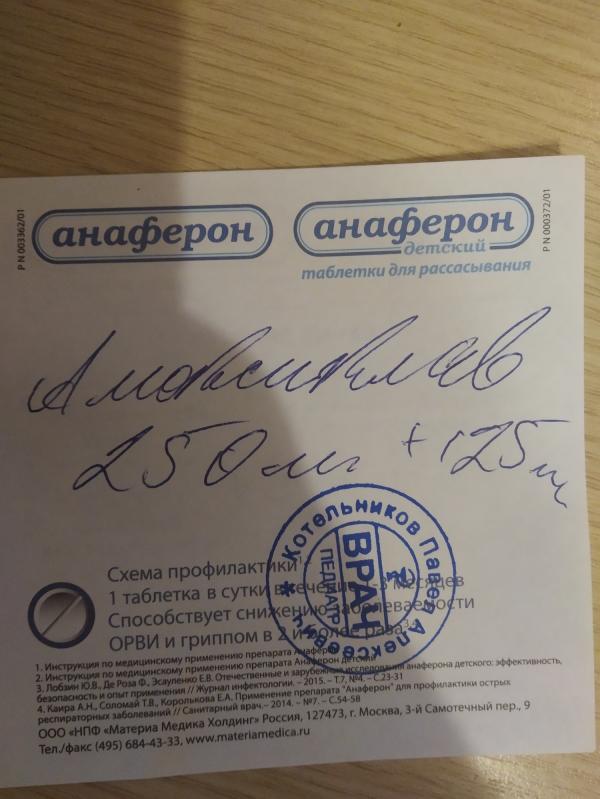 P N 003362/01
анаферон
анаферон
детский
таблетки для рассасывания
P N 000372/01
Амоксиклав
250 мг + 125 мг
Котельников Павел Алексеевич
ВРАЧ
ПЕДИАТР
Схема профилактики
1 таблетка в сутки в течение 1-3 месяцев
Способствует снижению заболеваемости
ОРВИ и гриппом в 2 и более раза
1. Инструкция по медицинскому применению препарата Анаферон
2. Инструкция по медицинскому применению препарата Анаферон детский
3. Лобзин Ю.В., Де Роза Ф., Эсауленко Е.В. Отечественные и зарубежные исследования анаферона детского: эффективность,
безопасность и опыт применения // Журнал инфектологии. – 2015. – Т.7, №4. – С.23-31
4. Каира А.Н., Соломай Т.В., Королькова Е.А. Применение препарата "Анаферон" для профилактики острых
респираторных заболеваний // Санитарный врач.– 2014. – №7. – С.54-58
ООО «НПФ «Материа Медика Холдинг» Россия, 127473, г. Москва, 3-й Самотечный пер., 9
Тел./факс (495) 684-43-33, www.materiamedica.ru